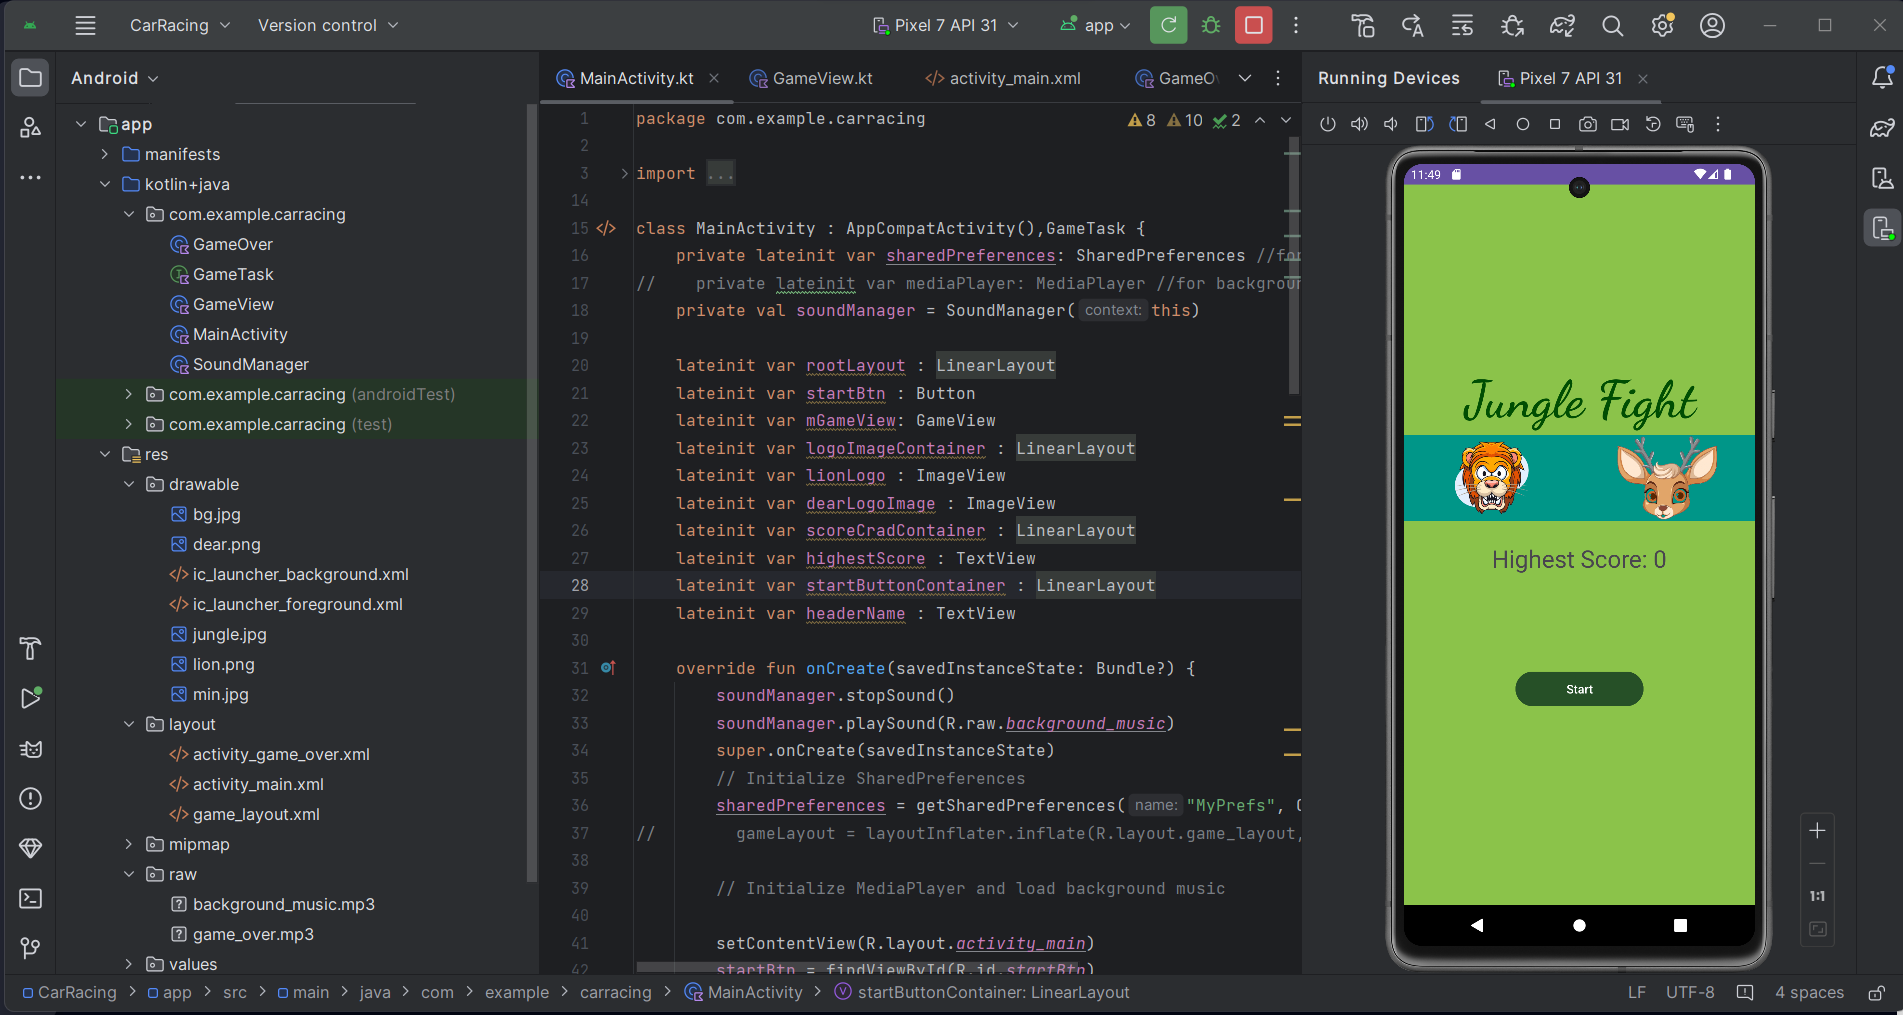 CarRacing
Version control
Pixel 7 API 31
app
Android
MainActivity.kt
GameView.kt
</> activity_main.xml
GameOv
Running Devices
Pixel 7 API 31
app
manifests
kotlin+java
com.example.carracing
GameOver
GameTask
GameView
MainActivity
SoundManager
com.example.carracing (androidTest)
com.example.carracing (test)
res
drawable
bg.jpg
dear.png
</> ic_launcher_background.xml
</> ic_launcher_foreground.xml
jungle.jpg
lion.png
min.jpg
layout
</> activity_game_over.xml
</> activity_main.xml
</> game_layout.xml
mipmap
raw
background_music.mp3
game_over.mp3
values
8 10 2
1 package com.example.carracing
2
3 import ...
14
15 </> class MainActivity : AppCompatActivity(),GameTask {
16 private lateinit var sharedPreferences: SharedPreferences //for
17 // private lateinit var mediaPlayer: MediaPlayer //for backgroun
18 private val soundManager = SoundManager( context: this)
19
20 lateinit var rootLayout : LinearLayout
21 lateinit var startBtn : Button
22 lateinit var mGameView: GameView
23 lateinit var logoImageContainer : LinearLayout
24 lateinit var lionLogo : ImageView
25 lateinit var dearLogoImage : ImageView
26 lateinit var scoreCradContainer : LinearLayout
27 lateinit var highestScore : TextView
28 lateinit var startButtonContainer : LinearLayout
29 lateinit var headerName : TextView
30
31 override fun onCreate(savedInstanceState: Bundle?) {
32 soundManager.stopSound()
33 soundManager.playSound(R.raw.background_music)
34 super.onCreate(savedInstanceState)
35 // Initialize SharedPreferences
36 sharedPreferences = getSharedPreferences( name: "MyPrefs",
37 // gameLayout = layoutInflater.inflate(R.layout.game_layout,
38
39 // Initialize MediaPlayer and load background music
40
41 setContentView(R.layout.activity_main)
42 startBtn = findViewById(R.id.startBtn)
11:49
Jungle Fight
Highest Score: 0
Start
1:1
CarRacing > app > src > main > java > com > example > carracing > MainActivity > startButtonContainer: LinearLayout
LF UTF-8 4 spaces